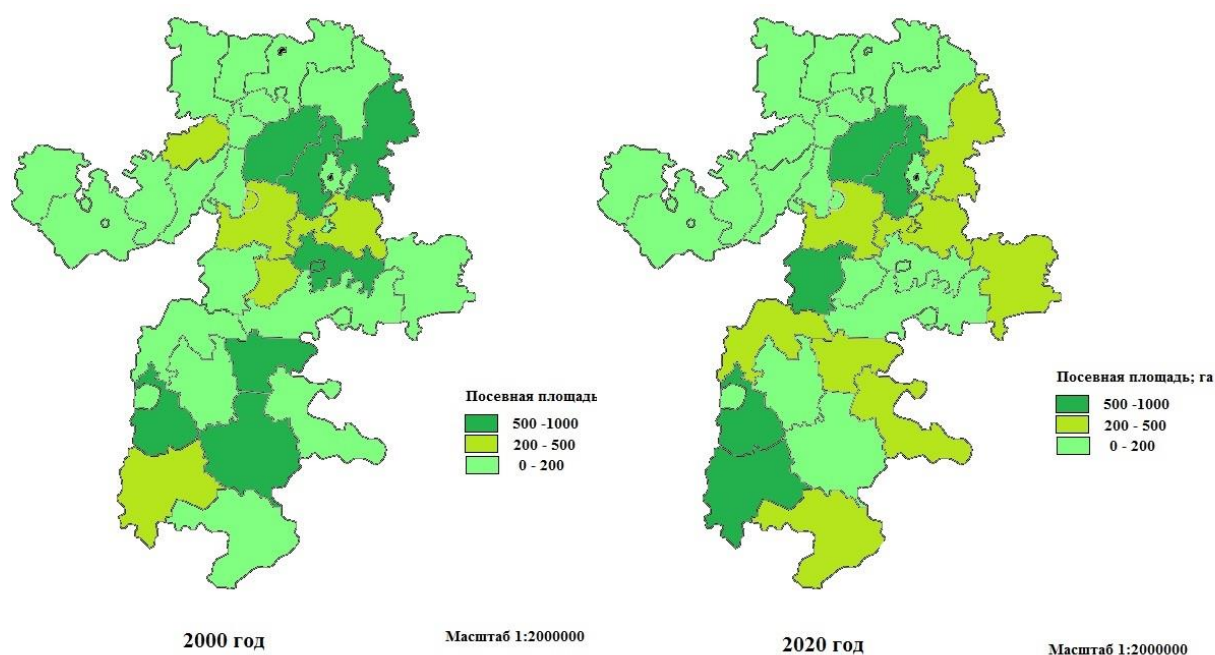 Посевная площадь
500 -1000
200 - 500
0 - 200
2000 год
Масштаб 1:2000000
Посевная площадь; га
500 -1000
200 - 500
0 - 200
2020 год
Масштаб 1:2000000